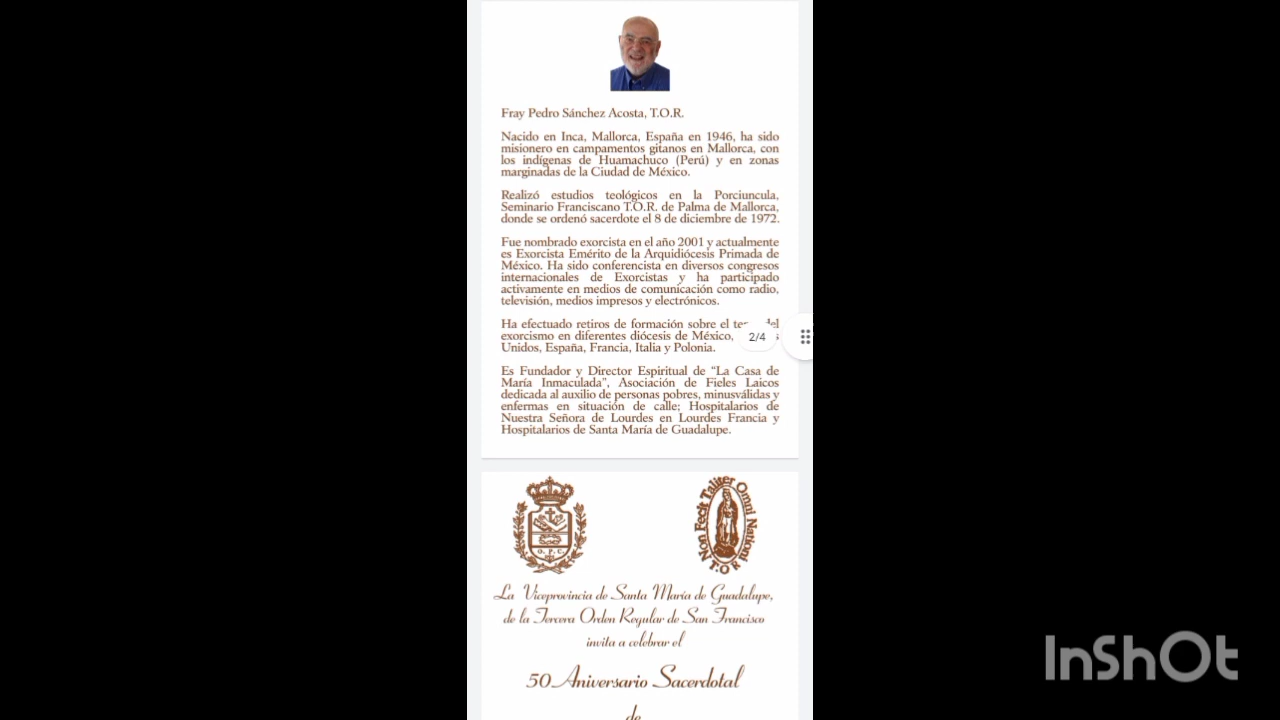 Fray Pedro Sánchez Acosta, T.O.R.
Nacido en Inca, Mallorca, España en 1946, ha sido
misionero en campamentos gitanos en Mallorca, con
los indígenas de Huamachuco (Perú) y en zonas
marginadas de la Ciudad de México.
Realizó estudios teológicos en la Porciuncula,
Seminario Franciscano T.O.R. de Palma de Mallorca,
donde se ordenó sacerdote el 8 de diciembre de 1972.
Fue nombrado exorcista en el año 2001 y actualmente
es Exorcista Emérito de la Arquidiócesis Primada de
México. Ha sido conferencista en diversos congresos
internacionales de Exorcistas y ha participado
activamente en medios de comunicación como radio,
televisión, medios impresos y electrónicos.
Ha efectuado retiros de formación sobre el
exorcismo en diferentes diócesis de México,
2/4
Unidos, España, Francia, Italia y Polonia.
Es Fundador y Director Espiritual de “La Casa de
María Inmaculada”, Asociación de Fieles Laicos
dedicada al auxilio de personas pobres, minusválidas y
enfermas en situación de calle; Hospitalarios de
Nuestra Señora de Lourdes en Lourdes Francia y
Hospitalarios de Santa María de Guadalupe.
O. P. C.
Non Fecit Taliter Omni Nationi
T.O R
La Viceprovincia de Santa María de Guadalupe,
de la Tercera Orden Regular de San Francisco
invita a celebrar el
50 Aniversario Sacerdotal
de
InShOt